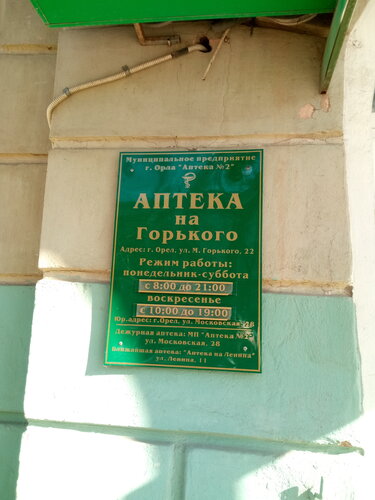 Муниципальное предприятие
г. Орла "Аптека №2"
АПТЕКА
на
Горького
Адрес: г. Орел, ул. М. Горького, 22
Режим работы:
понедельник-суббота
с 8:00 до 21:00
воскресенье
с 10:00 до 19:00
Юр.адрес: г.Орел, ул. Московская, 28
Дежурная аптека: МП "Аптека №2"
ул. Московская, 28
Ближайшая аптека: "Аптека на Ленина"
ул. Ленина, 11